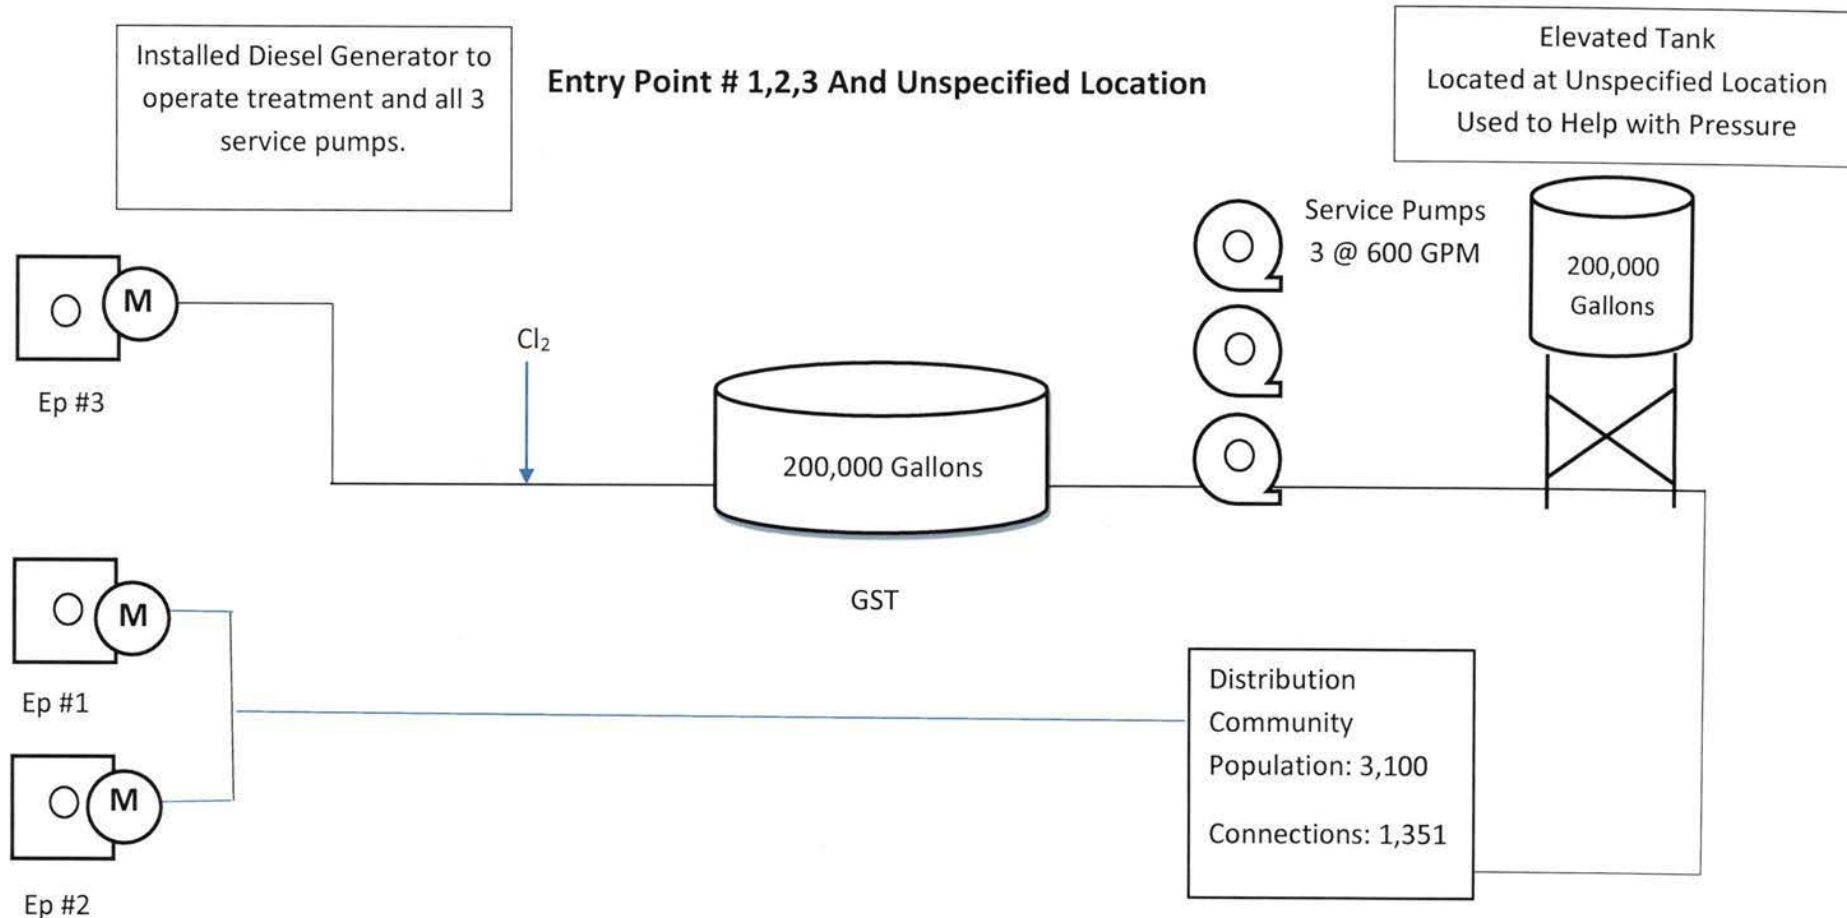 Installed Diesel Generator to
operate treatment and all 3
service pumps.
Entry Point # 1,2,3 And Unspecified Location
Elevated Tank
Located at Unspecified Location
Used to Help with Pressure
Service Pumps
3 @ 600 GPM
200,000
Gallons
M
Ep #3
Cl₂
200,000 Gallons
GST
M
Ep #1
M
Ep #2
Distribution
Community
Population: 3,100
Connections: 1,351